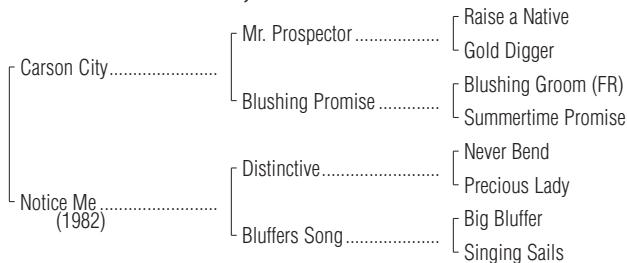 Raise a Native
Mr. Prospector..................
Gold Digger
Carson City.......................
Blushing Groom (FR)
Blushing Promise.............
Summertime Promise
Never Bend
Distinctive.........................
Precious Lady
Notice Me.........................
(1982)
Big Bluffer
Bluffers Song....................
Singing Sails